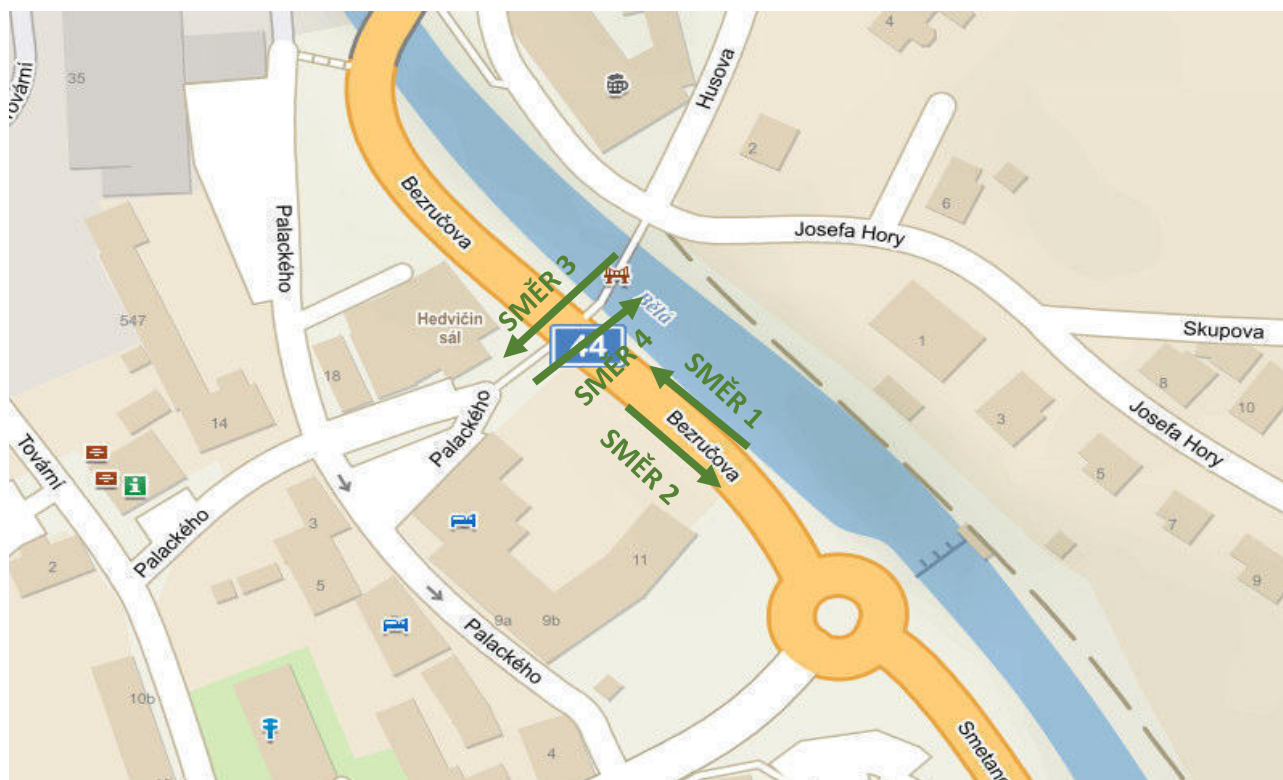 4
Tovární
35
Husova
2
Bezručova
6
Palackého
Josefa Hory
SMĚR 3
Bělá
547
Hedvičin
sál
44
Skupova
1
SMĚR 4
SMĚR 1
18
8
10
3
Josefa Hory
14
Palackého
Bezručova
Tovární
SMĚR 2
5
i
3
7
Palackého
11
2
5
9
9a
9b
Palackého
10b
4
Smetano